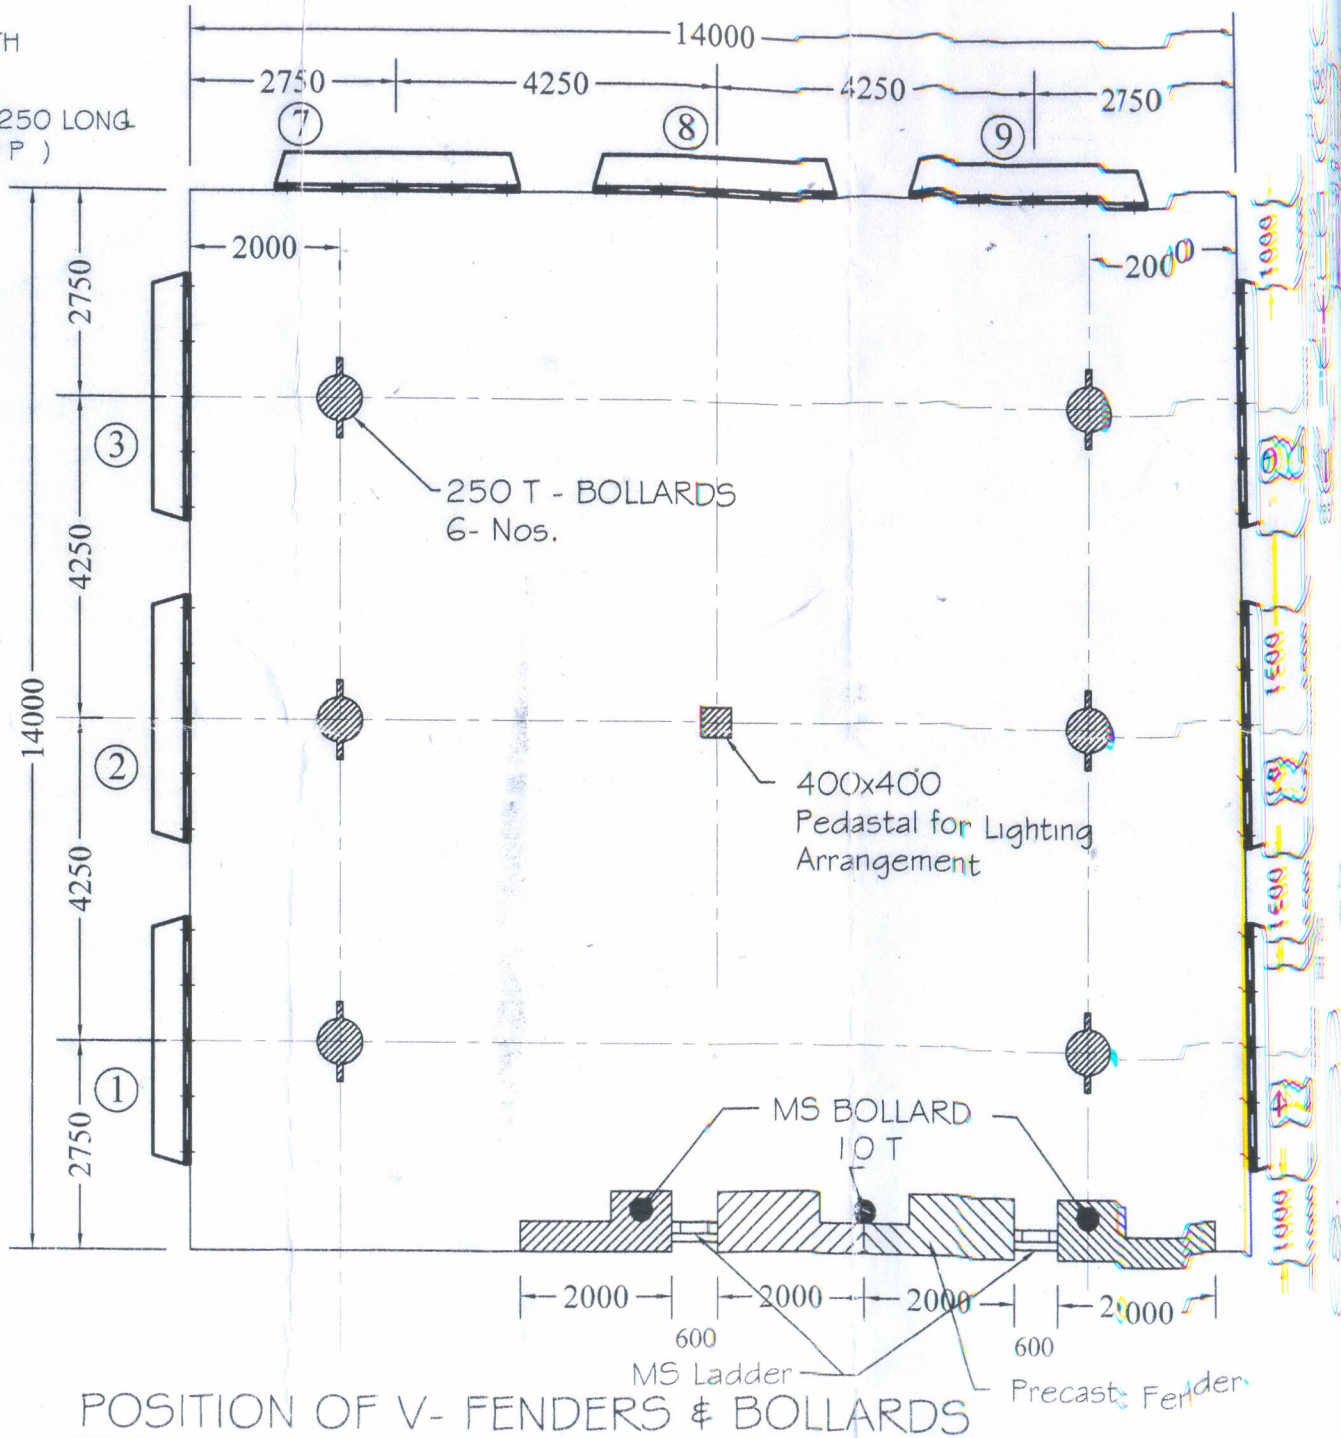 TH
14000
2750 4250 4250 2750
250 LONG
P )
7 8 9
2000 2000
1000
2750
3
250 T - BOLLARDS
6- Nos.
4250
14000
2
400x400
Pedastal for Lighting
Arrangement
4250
1
4
MS BOLLARD
10 T
2750
1000
2000 2000 2000 2000
600 600
MS Ladder
Precast Fender
POSITION OF V- FENDERS & BOLLARDS